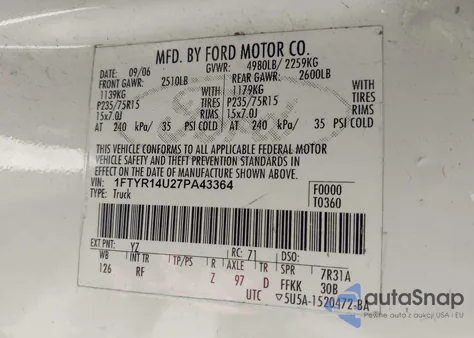 MFD. BY FORD MOTOR CO.
09/06 GVWR: 4980LB/ 2259KG
FRONT GAWR: 2510LB REAR GAWR: 2600LB
1139KG WITH 1179KG WITH
P235/75R15 TIRES P235/75R15 TIRES
15x7.0J RIMS 15x7.0J RIMS
AT 240 kPa/ 35 PSI COLD AT 240 kPa/ 35 PSI COLD
THIS VEHICLE CONFORMS TO ALL APPLICABLE FEDERAL MOTOR
VEHICLE SAFETY AND THEFT PREVENTION STANDARDS IN
EFFECT ON THE DATE OF MANUFACTURE SHOWN ABOVE.
VIN: 1FTYR14U27PA43364 F0000
TYPE: Truck T0360
EXT PNT: YZ RC: 71 DSO:
WB INT TR TP/PS R AXLE TR SPR 7R31A
126 RF Z 97 D FFKK 30B
UTC 5U5A-1520472-BA
autoSnap
Pewne auto z USA i EU